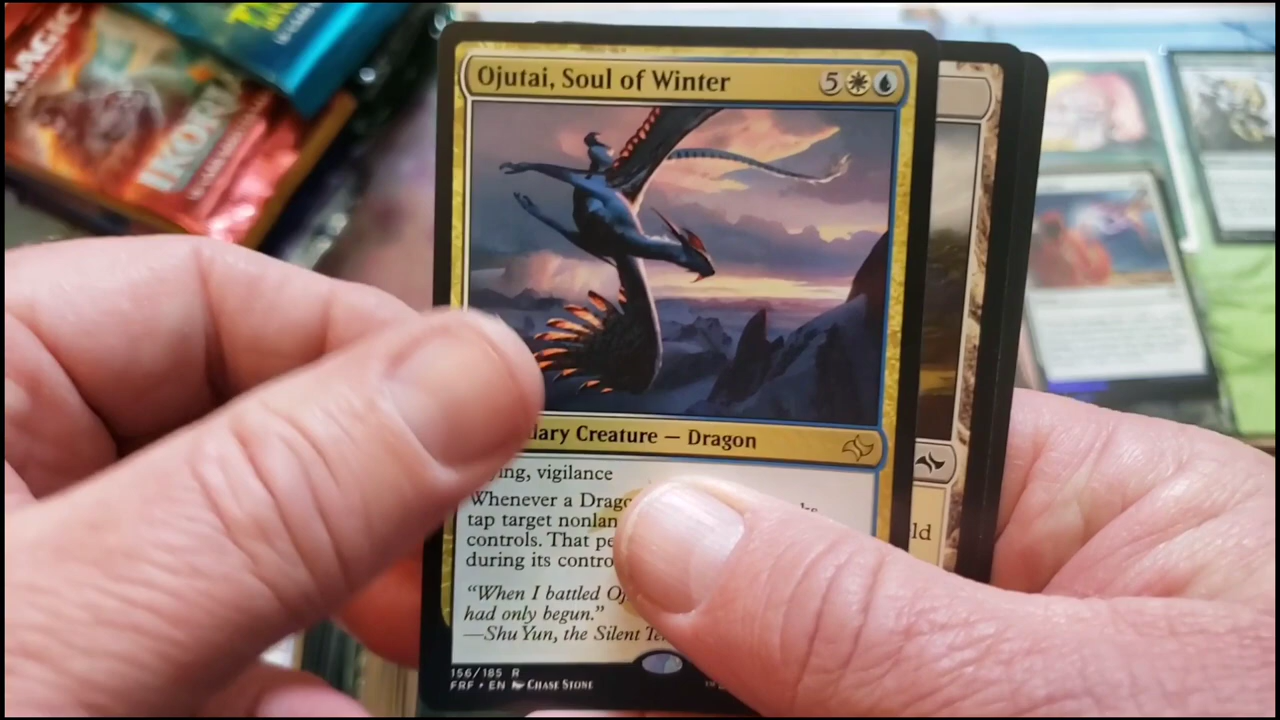 MAGIC
IKORIA
Ojutai, Soul of Winter
5
dary Creature — Dragon
ying, vigilance
Whenever a Drago
tap target nonlan
controls. That pe
during its contro
"When I battled Oj
had only begun."
—Shu Yun, the Silent Te
156/185 R
FRF • EN CHASE STONE
ld